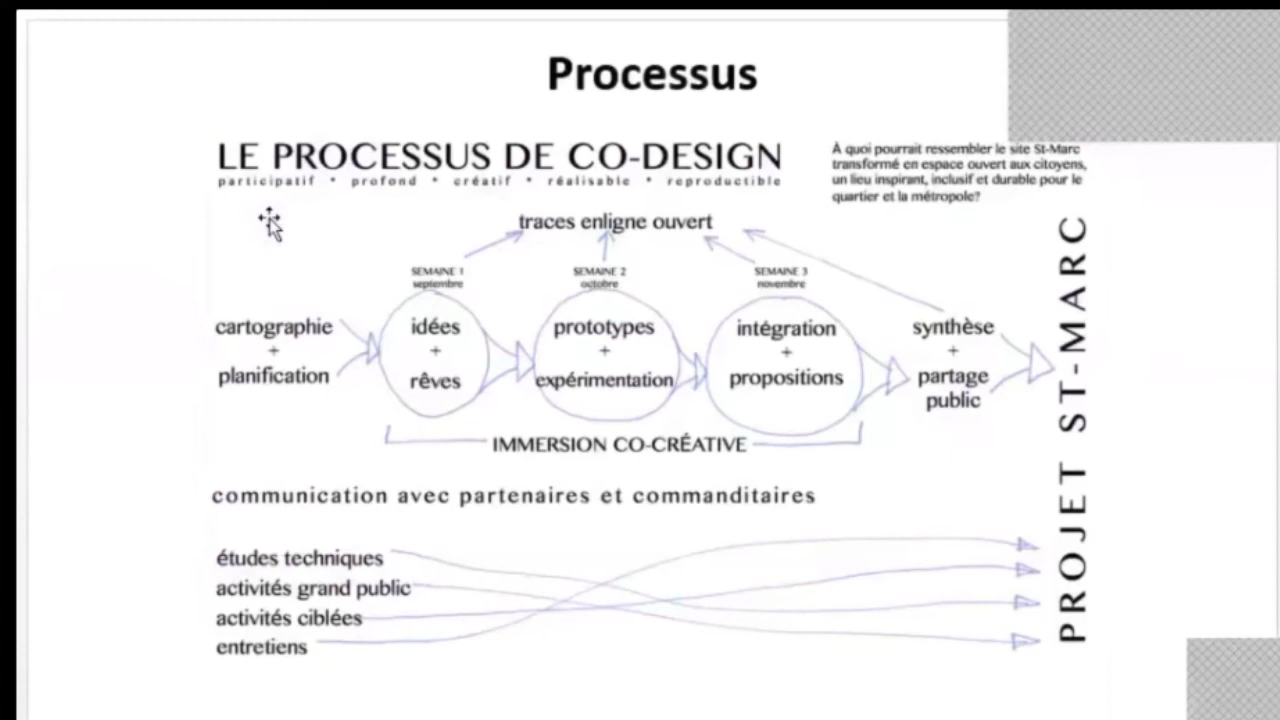 Processus
LE PROCESSUS DE CO-DESIGN
participatif * profond * créatif * réalisable * reproductible
À quoi pourrait ressembler le site St-Marc
transformé en espace ouvert aux citoyens,
un lieu inspirant, inclusif et durable pour le
quartier et la métropole?
traces enligne ouvert
SEMAINE 1
septembre
SEMAINE 2
octobre
SEMAINE 3
novembre
cartographie
+
planification
idées
+
rêves
prototypes
+
expérimentation
intégration
+
propositions
synthèse
+
partage
public
IMMERSION CO-CRÉATIVE
communication avec partenaires et commanditaires
études techniques
activités grand public
activités ciblées
entretiens
PROJET ST-MARC